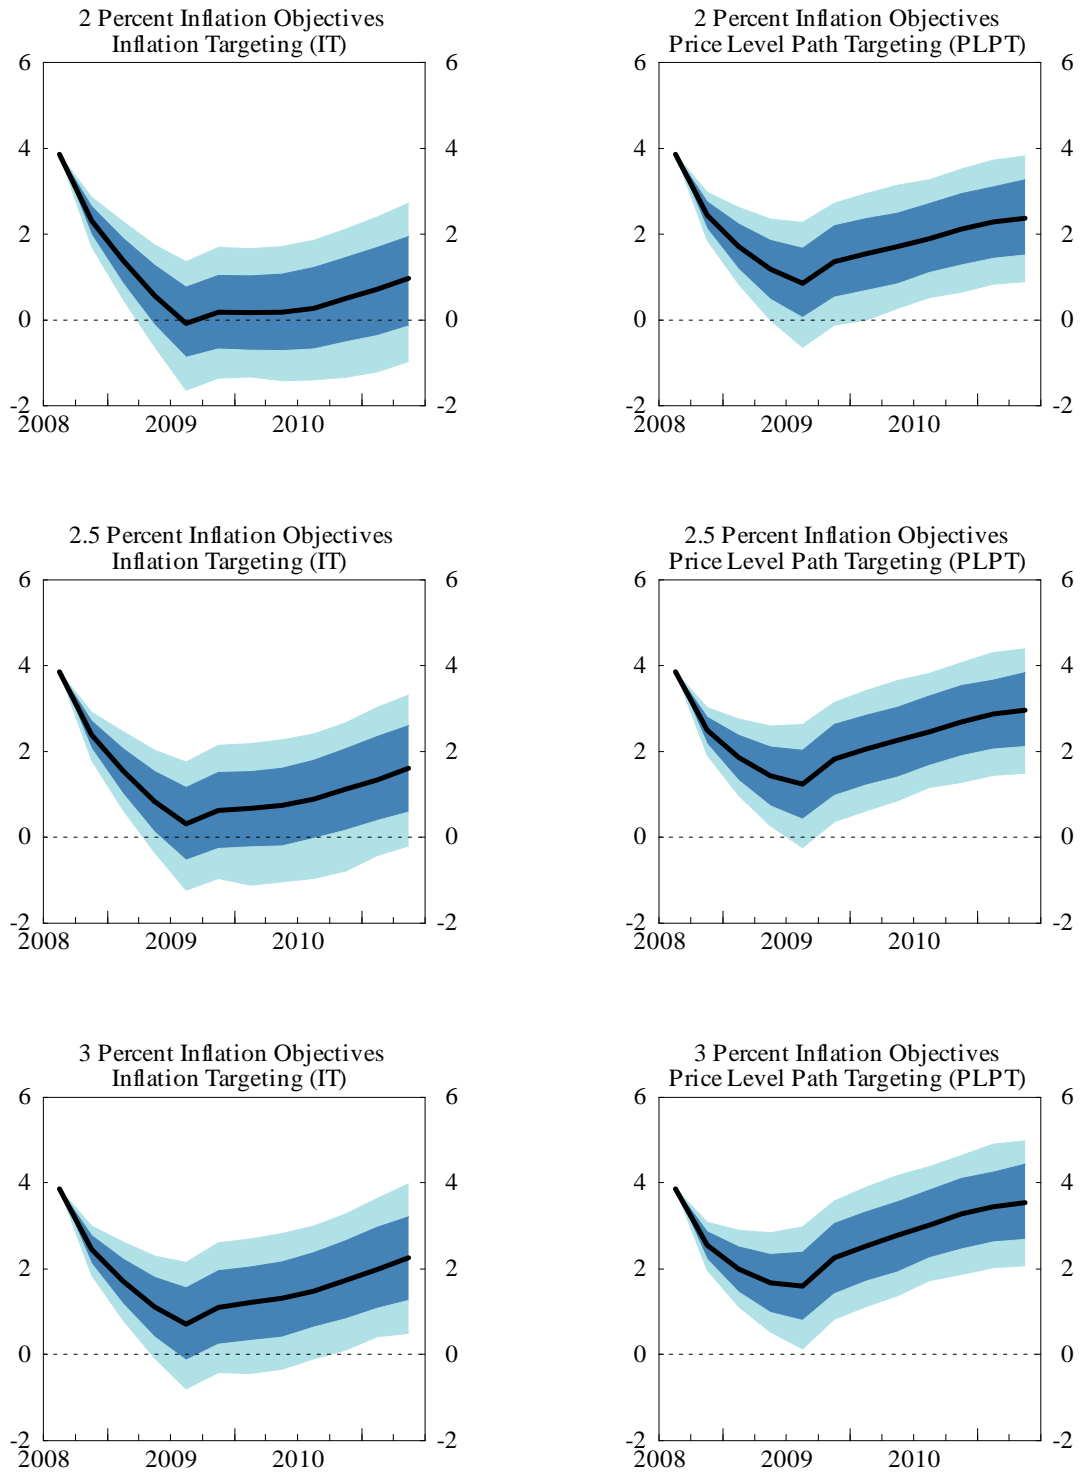 2 Percent Inflation Objectives
Inflation Targeting (IT)
6 6
4 4
2 2
0 0
-2 -2
2008 2009 2010
2 Percent Inflation Objectives
Price Level Path Targeting (PLPT)
6 6
4 4
2 2
0 0
-2 -2
2008 2009 2010
2.5 Percent Inflation Objectives
Inflation Targeting (IT)
6 6
4 4
2 2
0 0
-2 -2
2008 2009 2010
2.5 Percent Inflation Objectives
Price Level Path Targeting (PLPT)
6 6
4 4
2 2
0 0
-2 -2
2008 2009 2010
3 Percent Inflation Objectives
Inflation Targeting (IT)
6 6
4 4
2 2
0 0
-2 -2
2008 2009 2010
3 Percent Inflation Objectives
Price Level Path Targeting (PLPT)
6 6
4 4
2 2
0 0
-2 -2
2008 2009 2010